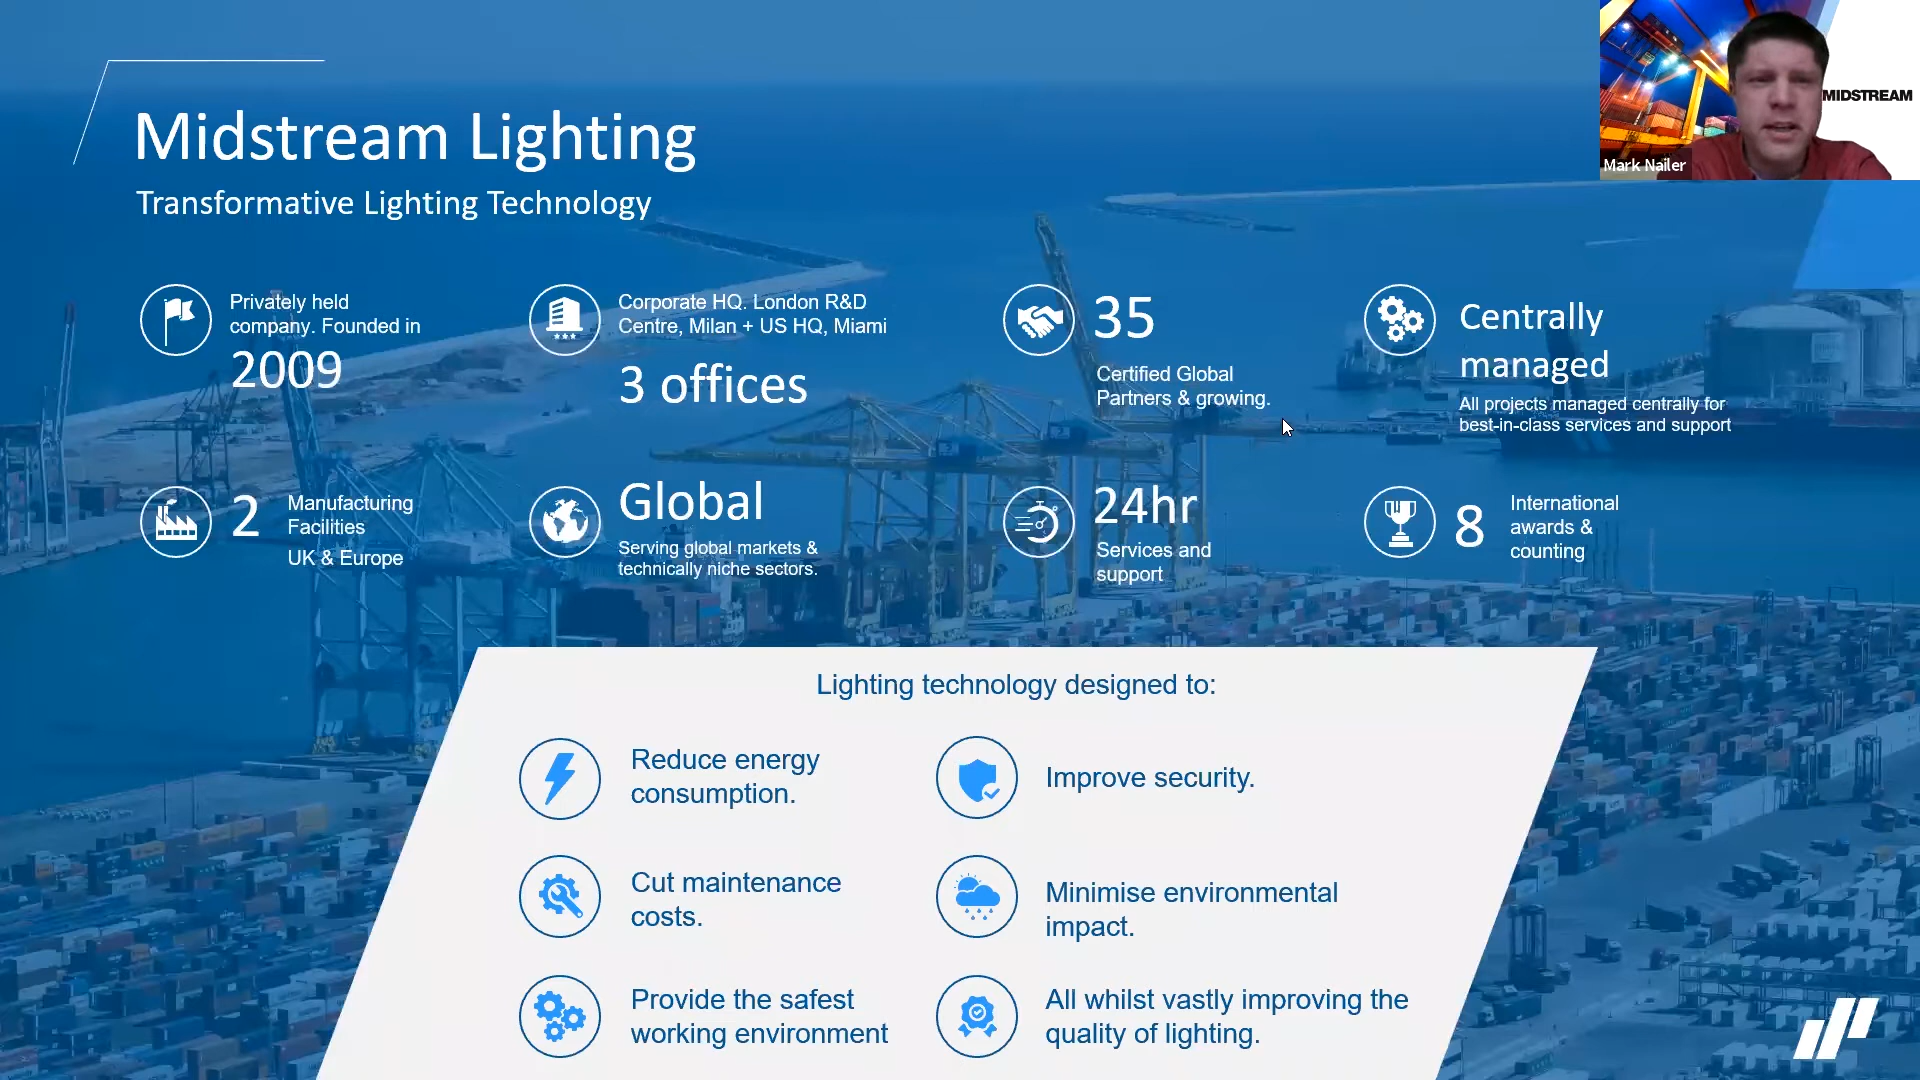 Midstream Lighting
Transformative Lighting Technology
MIDSTREAM
Mark Nailer
Privately held
company. Founded in
2009
Corporate HQ. London R&D
Centre, Milan + US HQ, Miami
3 offices
35
Certified Global
Partners & growing.
Centrally
managed
All projects managed centrally for
best-in-class services and support
2
Manufacturing
Facilities
UK & Europe
Global
Serving global markets &
technically niche sectors.
24hr
Services and
support
8
International
awards &
counting
Lighting technology designed to:
Reduce energy
consumption.
Improve security.
Cut maintenance
costs.
Minimise environmental
impact.
Provide the safest
working environment
All whilst vastly improving the
quality of lighting.